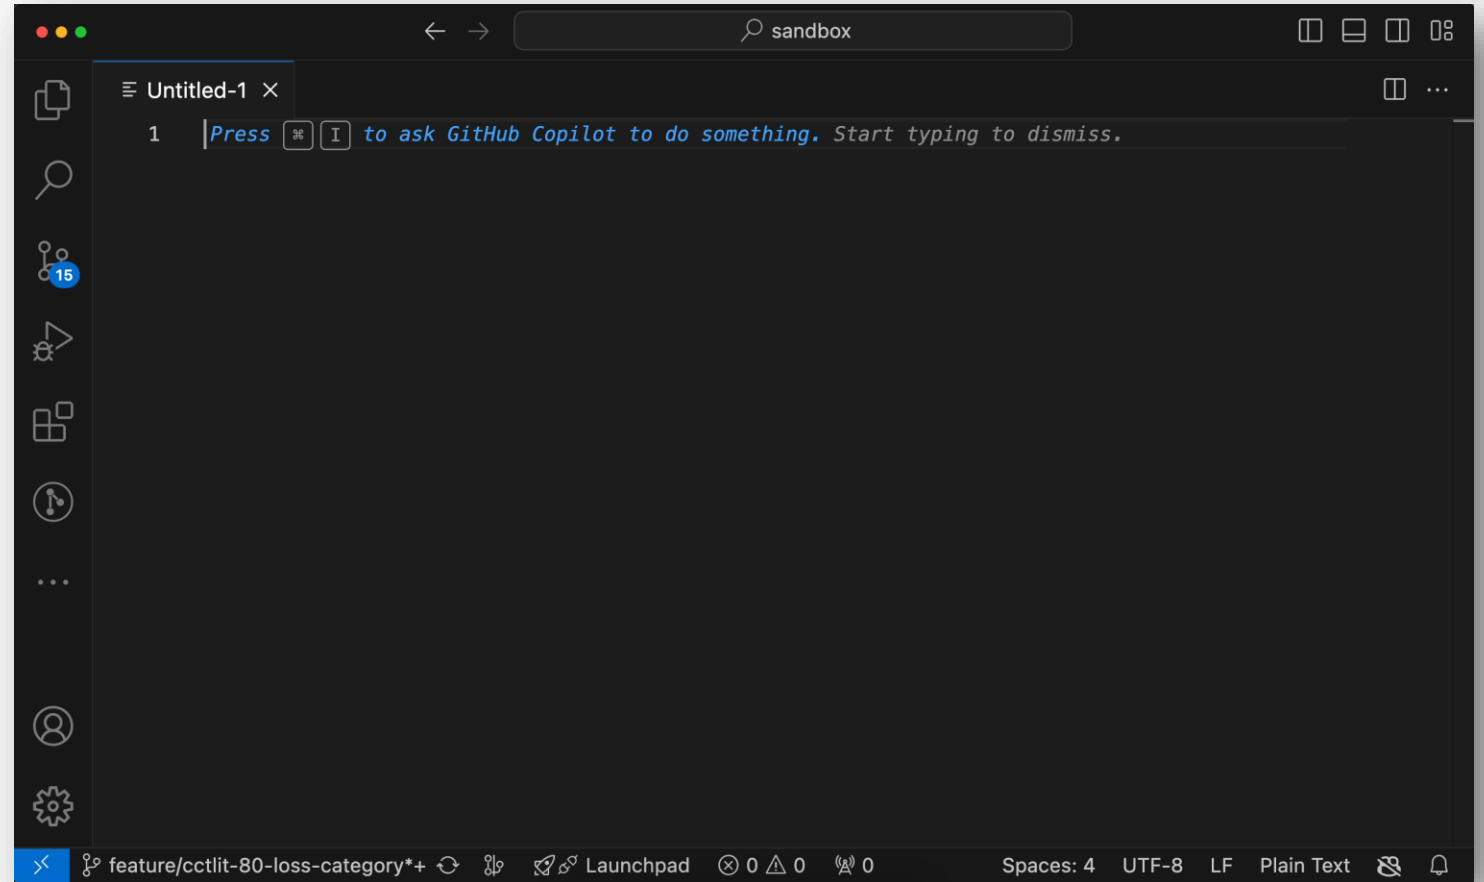 sandbox
Untitled-1
1 Press ⌘ I to ask GitHub Copilot to do something. Start typing to dismiss.
15
feature/cctlit-80-loss-category*+ Launchpad 0 0 0 Spaces: 4 UTF-8 LF Plain Text